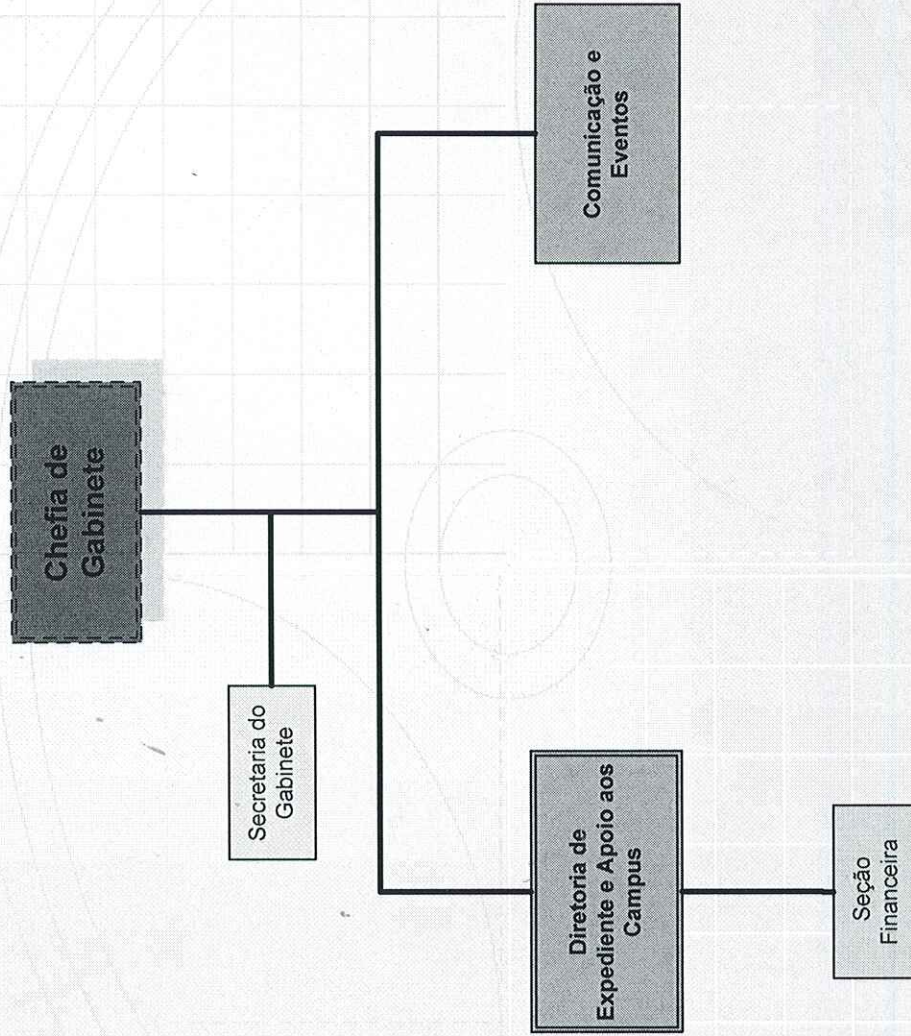 Chefia de
Gabinete
Secretaria do
Gabinete
Diretoria de
Expediente e Apoio aos
Campus
Comunicação e
Eventos
Seção
Financeira